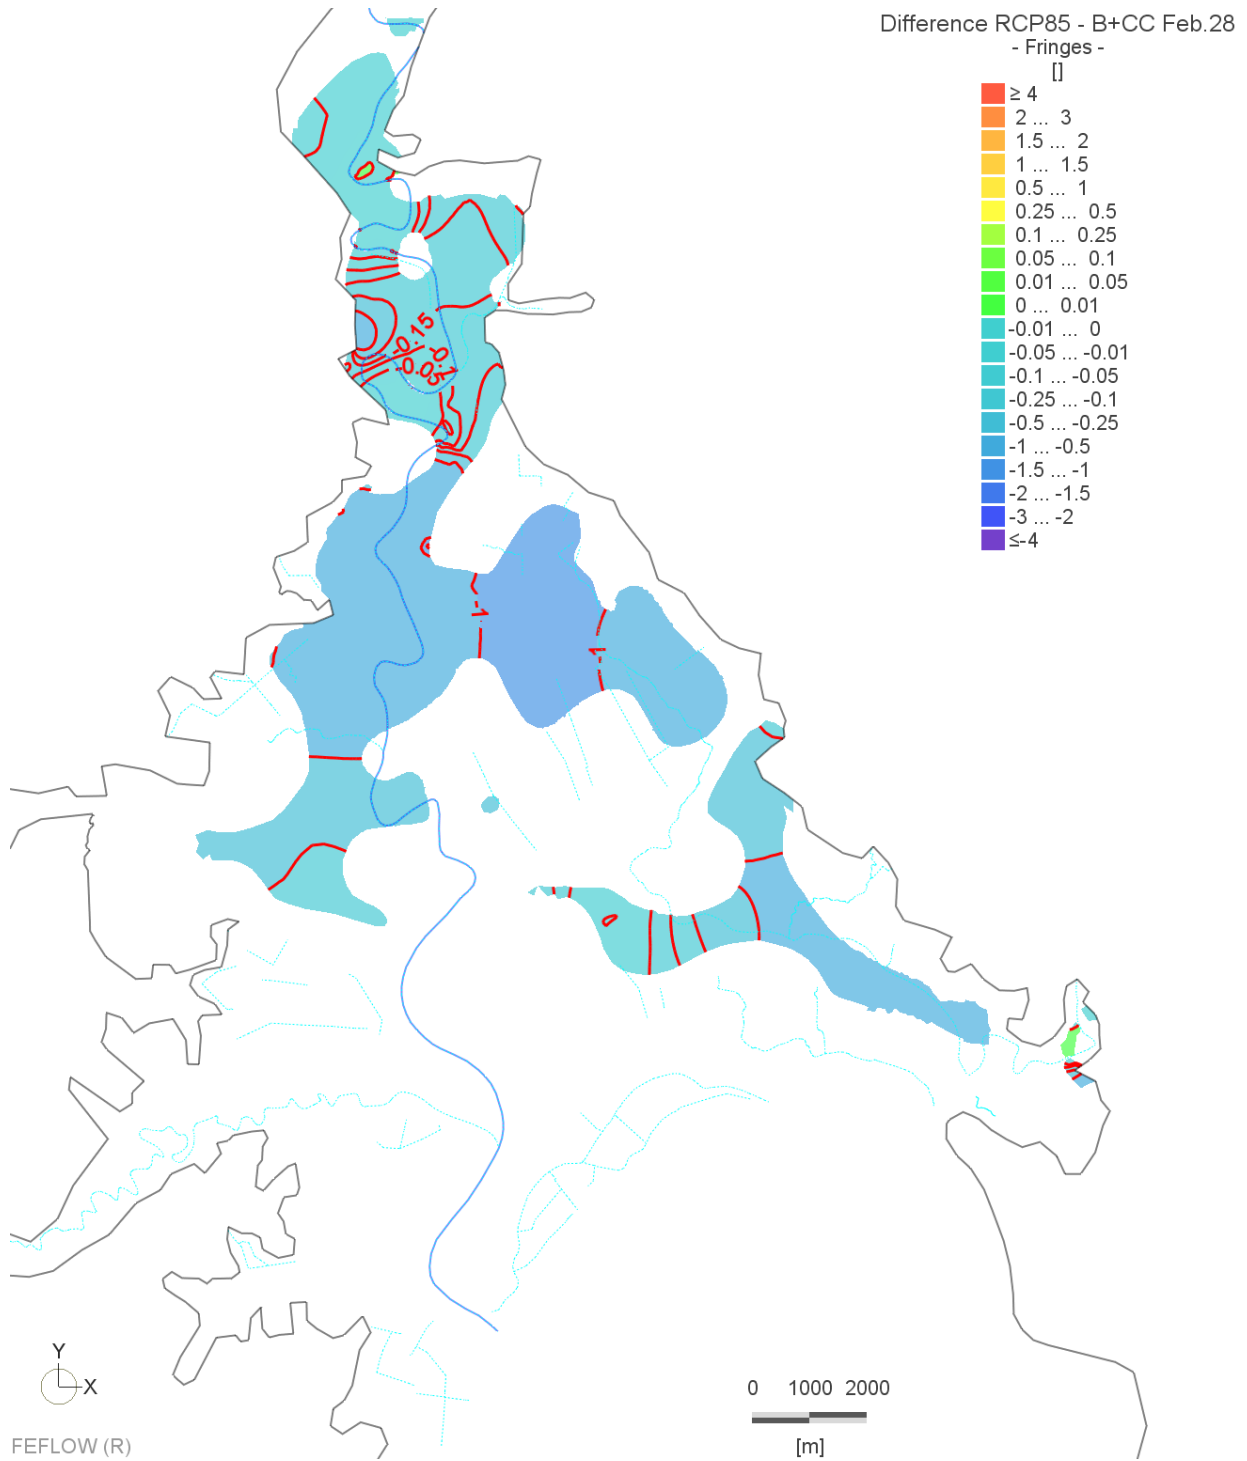 Difference RCP85 - B+CC Feb.28
- Fringes -
[]
≥ 4
2 ... 3
1.5 ... 2
1 ... 1.5
0.5 ... 1
0.25 ... 0.5
0.1 ... 0.25
0.05 ... 0.1
0.01 ... 0.05
0 ... 0.01
-0.01 ... 0
-0.05 ... -0.01
-0.1 ... -0.05
-0.25 ... -0.1
-0.5 ... -0.25
-1 ... -0.5
-1.5 ... -1
-2 ... -1.5
-3 ... -2
≤-4
-0.15
-0.1
-0.05
-1
-1
Y
X
0 1000 2000
[m]
FEFLOW (R)